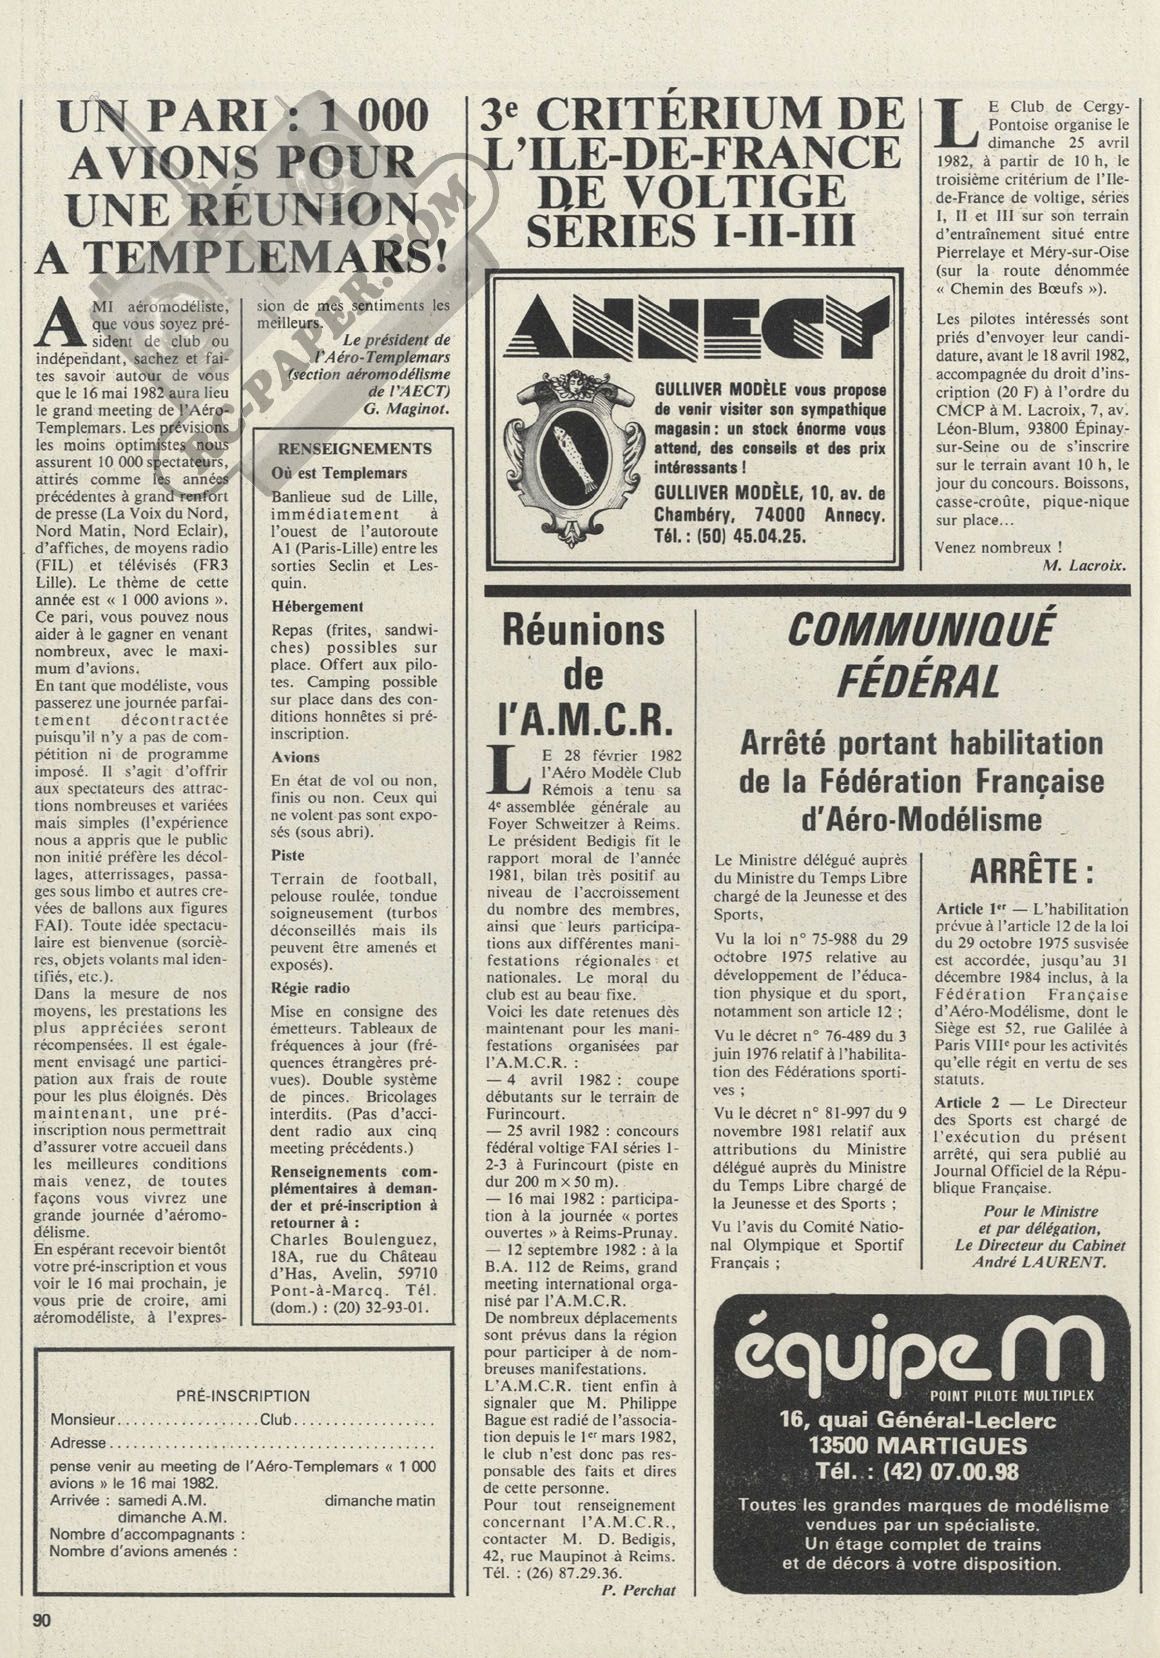 UN PARI : 1 000
AVIONS POUR
UNE RÉUNION
A TEMPLEMARS!
AMI aéromodéliste,
que vous soyez pré-
sident de club ou
indépendant, sachez et fai-
tes savoir autour de vous
que le 16 mai 1982 aura lieu
le grand meeting de l'Aéro-
Templemars. Les prévisions
les moins optimistes nous
assurent 10 000 spectateurs,
attirés comme les années
précédentes à grand renfort
de presse (La Voix du Nord,
Nord Matin, Nord Eclair),
d'affiches, de moyens radio
(FIL) et télévisés (FR3
Lille). Le thème de cette
année est « 1 000 avions ».
Ce pari, vous pouvez nous
aider à le gagner en venant
nombreux, avec le maxi-
mum d'avions.
En tant que modéliste, vous
passerez une journée parfai-
tement décontractée
puisqu'il n'y a pas de com-
pétition ni de programme
imposé. Il s'agit d'offrir
aux spectateurs des attrac-
tions nombreuses et variées
mais simples (l'expérience
nous a appris que le public
non initié préfère les décol-
lages, atterrissages, passa-
ges sous limbo et autres cre-
vées de ballons aux figures
FAI). Toute idée spectacu-
laire est bienvenue (sorciè-
res, objets volants mal iden-
tifiés, etc.).
Dans la mesure de nos
moyens, les prestations les
plus appréciées seront
récompensées. Il est égale-
ment envisagé une partici-
pation aux frais de route
pour les plus éloignés. Dès
maintenant, une pré-
inscription nous permettrait
d'assurer votre accueil dans
les meilleures conditions
mais venez, de toutes
façons vous vivrez une
grande journée d'aéromo-
délisme.
En espérant recevoir bientôt
votre pré-inscription et vous
voir le 16 mai prochain, je
vous prie de croire, ami
aéromodéliste, à l'expres-
sion de mes sentiments les
meilleurs.
Le président de
l'Aéro-Templemars
(section aéromodélisme
de l'AECT)
G. Maginot.
RENSEIGNEMENTS
Où est Templemars
Banlieue sud de Lille,
immédiatement à
l'ouest de l'autoroute
A1 (Paris-Lille) entre les
sorties Seclin et Les-
quin.
Hébergement
Repas (frites, sandwi-
ches) possibles sur
place. Offert aux pilo-
tes. Camping possible
sur place dans des con-
ditions honnêtes si pré-
inscription.
Avions
En état de vol ou non,
finis ou non. Ceux qui
ne volent pas sont expo-
sés (sous abri).
Piste
Terrain de football,
pelouse roulée, tondue
soigneusement (turbos
déconseillés mais ils
peuvent être amenés et
exposés).
Régie radio
Mise en consigne des
émetteurs. Tableaux de
fréquences à jour (fré-
quences étrangères pré-
vues). Double système
de pinces. Bricolages
interdits. (Pas d'acci-
dent radio aux cinq
meeting précédents.)
Renseignements com-
plémentaires à deman-
der et pré-inscription à
retourner à :
Charles Boulenguez,
18A, rue du Château
d'Has, Avelin, 59710
Pont-à-Marcq. Tél.
(dom.) : (20) 32-93-01.
PRÉ-INSCRIPTION
Monsieur.................Club.................
Adresse......................................
pense venir au meeting de l'Aéro-Templemars « 1 000
avions » le 16 mai 1982.
Arrivée : samedi A.M. dimanche matin
dimanche A.M.
Nombre d'accompagnants :
Nombre d'avions amenés :
90
3e CRITÉRIUM DE
L'ILE-DE-FRANCE
DE VOLTIGE
SÉRIES I-II-III
ANNECY
GULLIVER MODÈLE vous propose
de venir visiter son sympathique
magasin : un stock énorme vous
attend, des conseils et des prix
intéressants !
GULLIVER MODÈLE, 10, av. de
Chambéry, 74000 Annecy.
Tél. : (50) 45.04.25.
LE Club de Cergy-
Pontoise organise le
dimanche 25 avril
1982, à partir de 10 h, le
troisième critérium de l'Ile-
de-France de voltige, séries
I, II et III sur son terrain
d'entraînement situé entre
Pierrelaye et Méry-sur-Oise
(sur la route dénommée
« Chemin des Bœufs »).
Les pilotes intéressés sont
priés d'envoyer leur candi-
dature, avant le 18 avril 1982,
accompagnée du droit d'ins-
cription (20 F) à l'ordre du
CMCP à M. Lacroix, 7, av.
Léon-Blum, 93800 Épinay-
sur-Seine ou de s'inscrire
sur le terrain avant 10 h, le
jour du concours. Boissons,
casse-croûte, pique-nique
sur place...
Venez nombreux !
M. Lacroix.
Réunions
de
l'A.M.C.R.
LE 28 février 1982
l'Aéro Modèle Club
Rémois a tenu sa
4e assemblée générale au
Foyer Schweitzer à Reims.
Le président Bedigis fit le
rapport moral de l'année
1981, bilan très positif au
niveau de l'accroissement
du nombre des membres,
ainsi que leurs participa-
tions aux différentes mani-
festations régionales et
nationales. Le moral du
club est au beau fixe.
Voici les date retenues dès
maintenant pour les mani-
festations organisées par
l'A.M.C.R. :
— 4 avril 1982 : coupe
débutants sur le terrain de
Furincourt.
— 25 avril 1982 : concours
fédéral voltige FAI séries 1-
2-3 à Furincourt (piste en
dur 200 m × 50 m).
— 16 mai 1982 : participa-
tion à la journée « portes
ouvertes » à Reims-Prunay.
— 12 septembre 1982 : à la
B.A. 112 de Reims, grand
meeting international orga-
nisé par l'A.M.C.R.
De nombreux déplacements
sont prévus dans la région
pour participer à de nom-
breuses manifestations.
L'A.M.C.R. tient enfin à
signaler que M. Philippe
Bague est radié de l'associa-
tion depuis le 1er mars 1982,
le club n'est donc pas res-
ponsable des faits et dires
de cette personne.
Pour tout renseignement
concernant l'A.M.C.R.,
contacter M. D. Bedigis,
42, rue Maupinot à Reims.
Tél. : (26) 87.29.36.
P. Perchat
COMMUNIQUÉ
FÉDÉRAL
Arrêté portant habilitation
de la Fédération Française
d'Aéro-Modélisme
Le Ministre délégué auprès
du Ministre du Temps Libre
chargé de la Jeunesse et des
Sports,
Vu la loi n° 75-988 du 29
octobre 1975 relative au
développement de l'éduca-
tion physique et du sport,
notamment son article 12 ;
Vu le décret n° 76-489 du 3
juin 1976 relatif à l'habilita-
tion des Fédérations sporti-
ves ;
Vu le décret n° 81-997 du 9
novembre 1981 relatif aux
attributions du Ministre
délégué auprès du Ministre
du Temps Libre chargé de
la Jeunesse et des Sports ;
Vu l'avis du Comité Natio-
nal Olympique et Sportif
Français ;
ARRÊTE :
Article 1er — L'habilitation
prévue à l'article 12 de la loi
du 29 octobre 1975 susvisée
est accordée, jusqu'au 31
décembre 1984 inclus, à la
Fédération Française
d'Aéro-Modélisme, dont le
Siège est 52, rue Galilée à
Paris VIIIe pour les activités
qu'elle régit en vertu de ses
statuts.
Article 2 — Le Directeur
des Sports est chargé de
l'exécution du présent
arrêté, qui sera publié au
Journal Officiel de la Répu-
blique Française.
Pour le Ministre
et par délégation,
Le Directeur du Cabinet
André LAURENT.
équipe M
POINT PILOTE MULTIPLEX
16, quai Général-Leclerc
13500 MARTIGUES
Tél. : (42) 07.00.98
Toutes les grandes marques de modélisme
vendues par un spécialiste.
Un étage complet de trains
et de décors à votre disposition.
RC-PAPER.COM